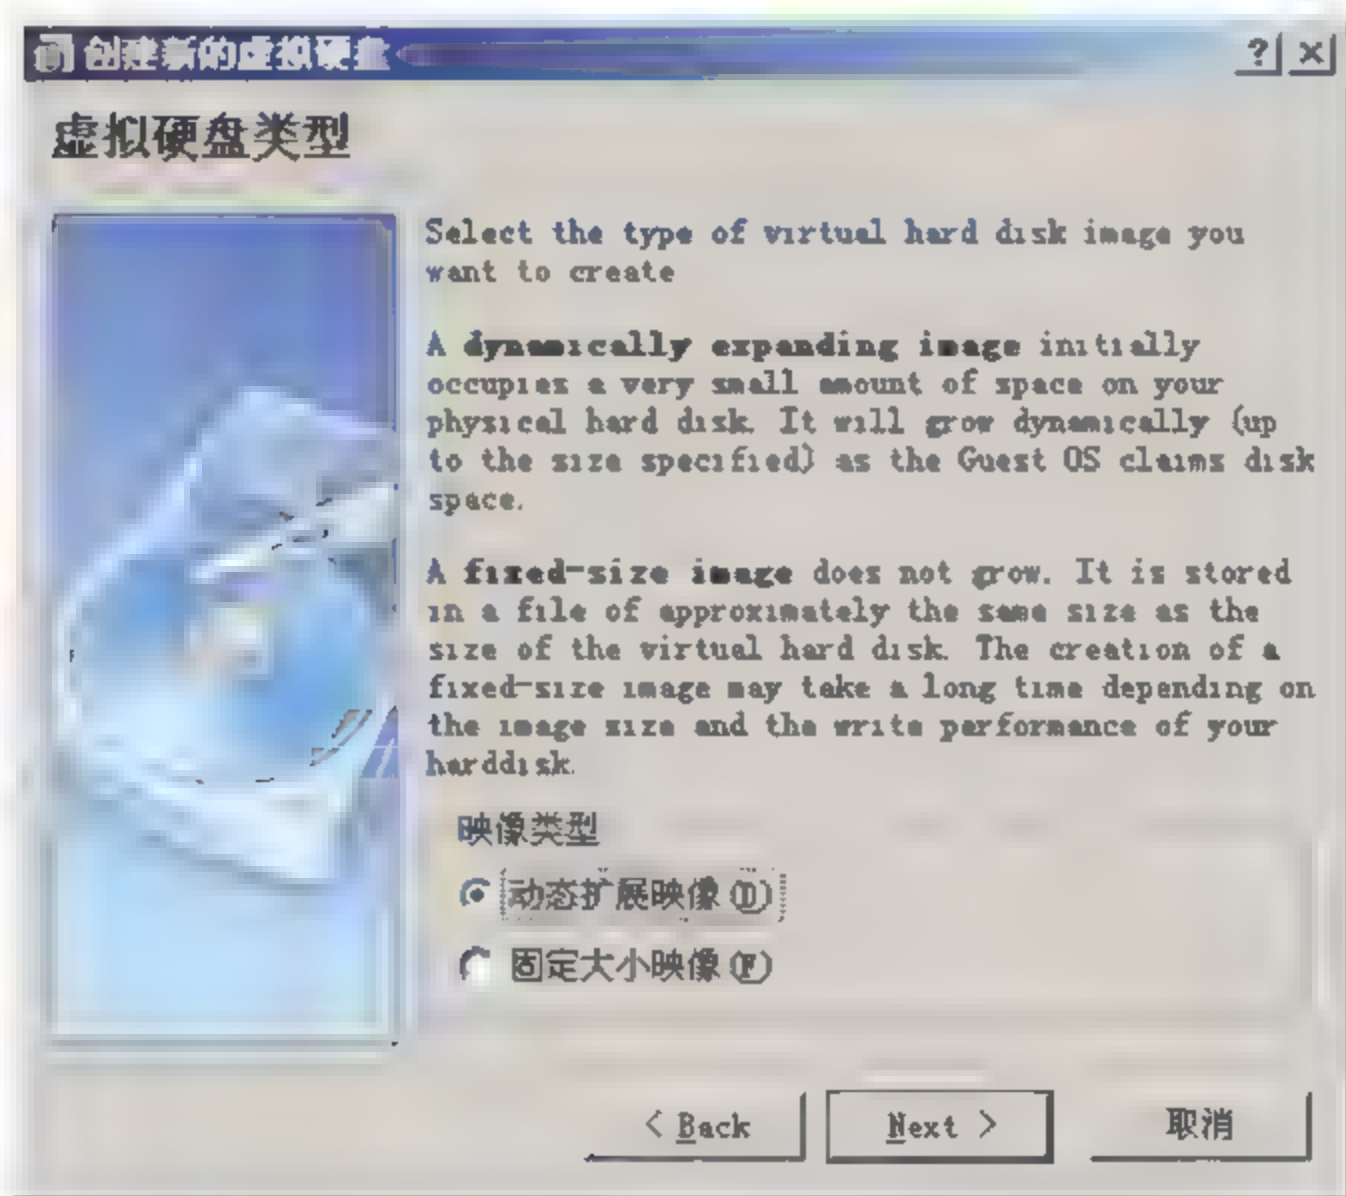 创建新的虚拟硬盘
虚拟硬盘类型
Select the type of virtual hard disk image you
want to create
A dynamically expanding image initially
occupies a very small amount of space on your
physical hard disk. It will grow dynamically (up
to the size specified) as the Guest OS claims disk
space.
A fixed-size image does not grow. It is stored
in a file of approximately the same size as the
size of the virtual hard disk. The creation of a
fixed-size image may take a long time depending on
the image size and the write performance of your
harddisk.
映像类型
动态扩展映像(D)
固定大小映像(F)
< Back
Next >
取消